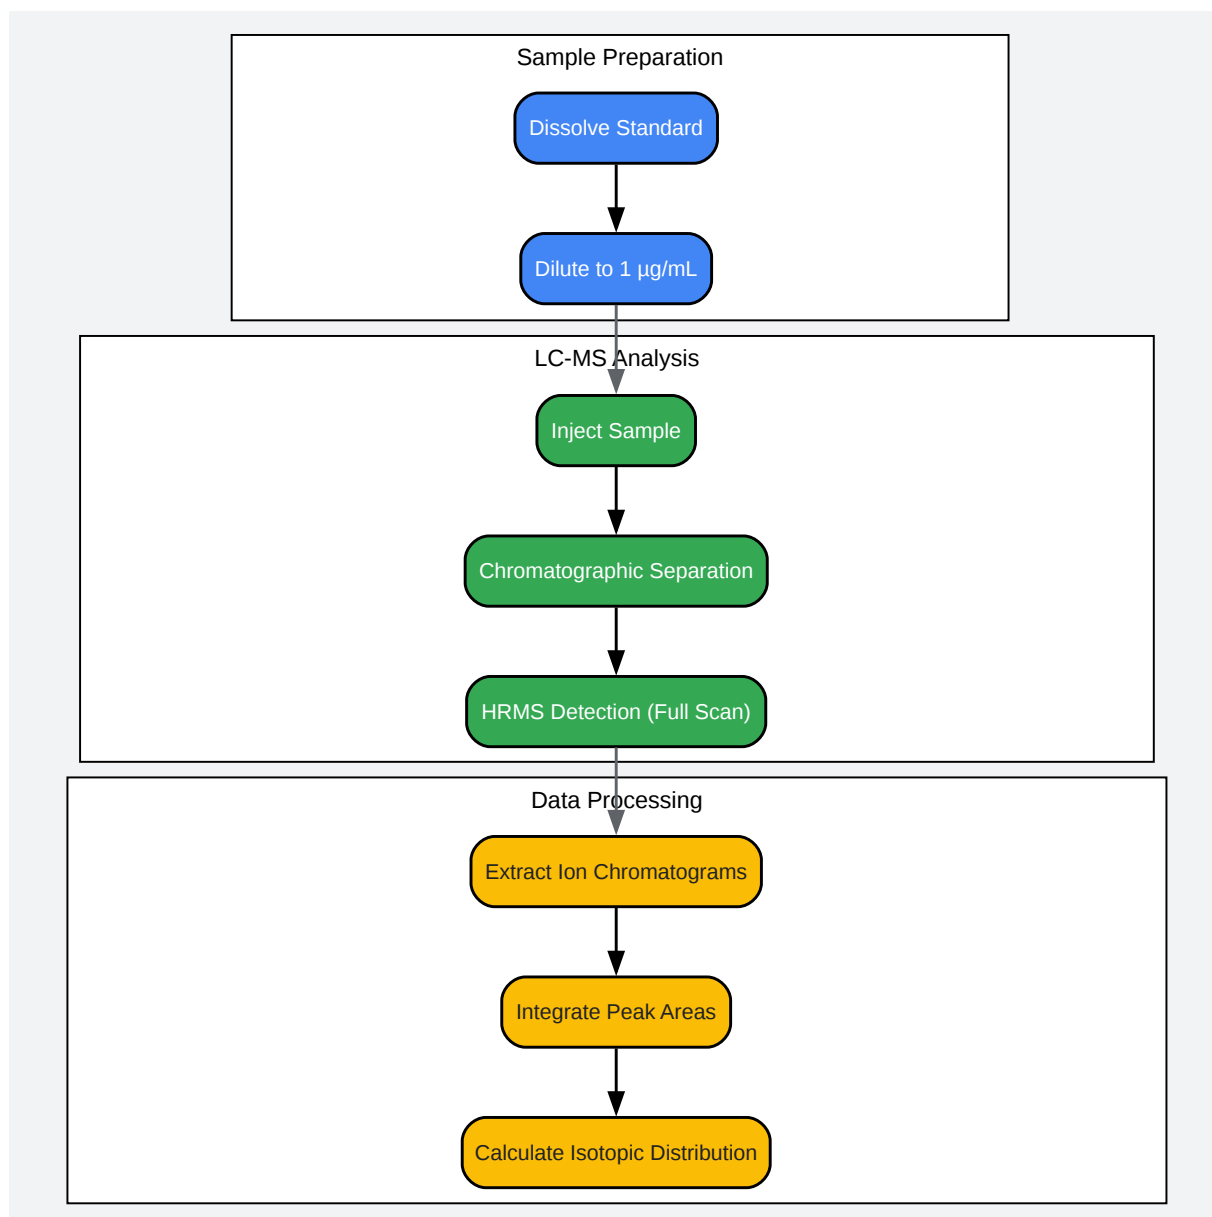 Sample Preparation
Dissolve Standard
Dilute to 1 µg/mL
LC-MS Analysis
Inject Sample
Chromatographic Separation
HRMS Detection (Full Scan)
Data Processing
Extract Ion Chromatograms
Integrate Peak Areas
Calculate Isotopic Distribution